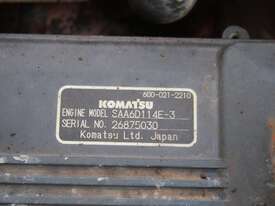 600-021-2210
KOMATSU
ENGINE MODEL SAA6D114E-3
SERIAL NO. 26875030
Komatsu Ltd. Japan